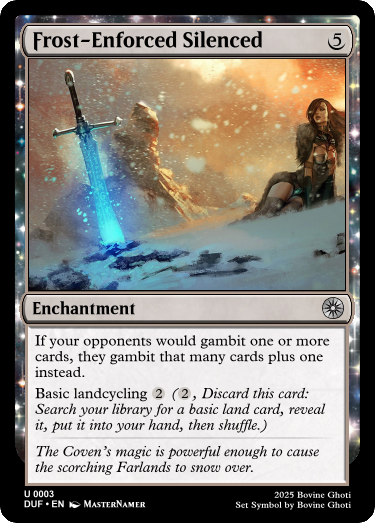 Frost-Enforced Silenced 5
Enchantment
If your opponents would gambit one or more
cards, they gambit that many cards plus one
instead.
Basic landcycling 2 (2, Discard this card:
Search your library for a basic land card, reveal
it, put it into your hand, then shuffle.)
The Coven's magic is powerful enough to cause
the scorching Farlands to snow over.
U 0003
DUF • EN MasterNamer
2025 Bovine Ghoti
Set Symbol by Bovine Ghoti